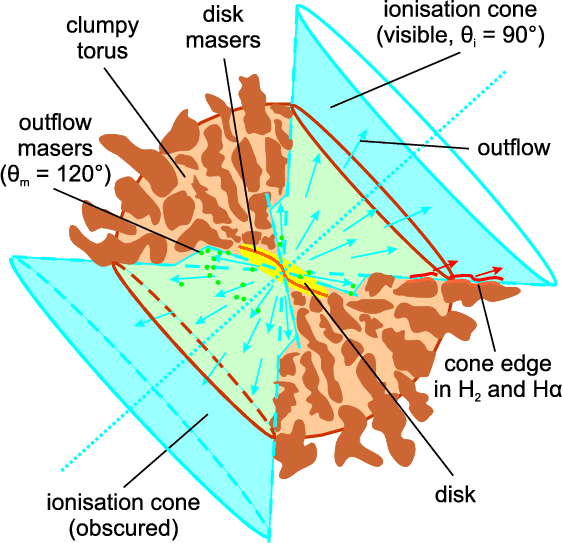 clumpy
torus
disk
masers
ionisation cone
(visible, θᵢ = 90°)
outflow
masers
(θₘ = 120°)
outflow
cone edge
in H₂ and Hα
disk
ionisation cone
(obscured)